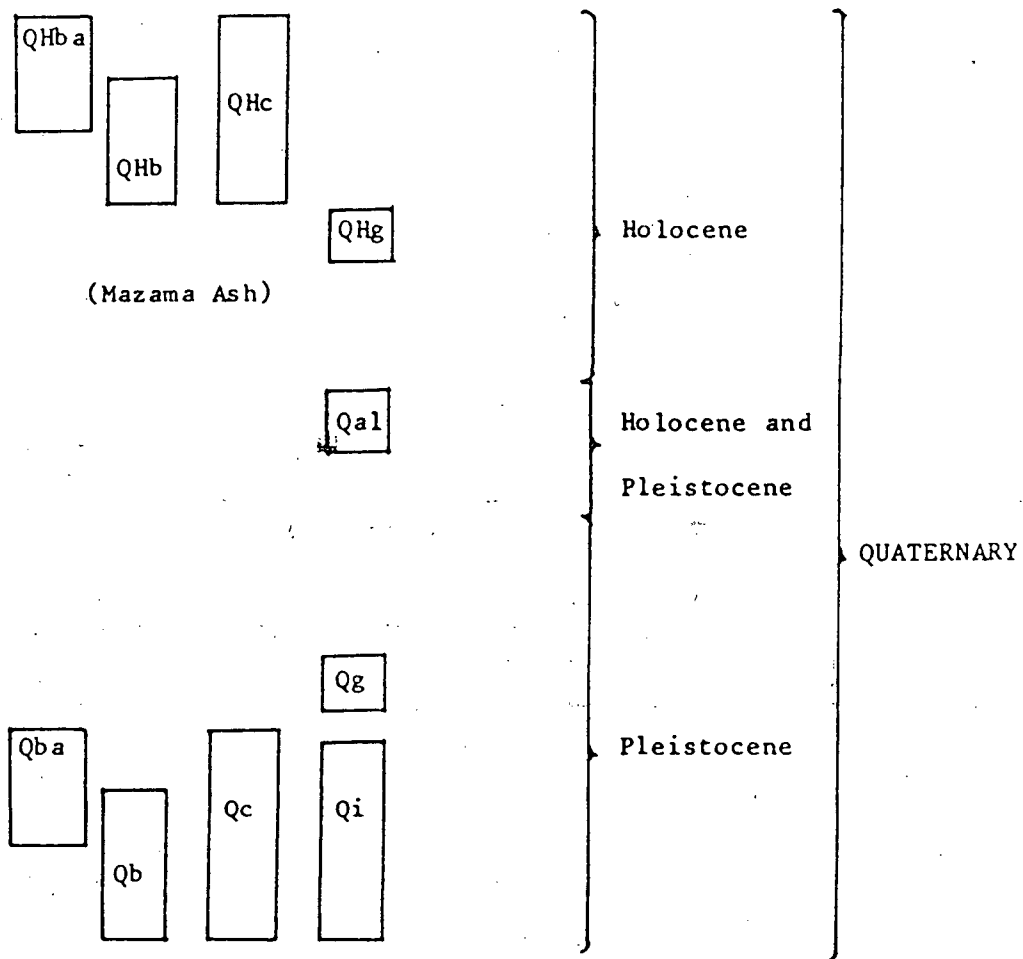 QHba
QHc
QHb
QHg
Holocene
(Mazama Ash)
Qal
Holocene and
Pleistocene
QUATERNARY
Qg
Qba
Pleistocene
Qc
Qi
Qb